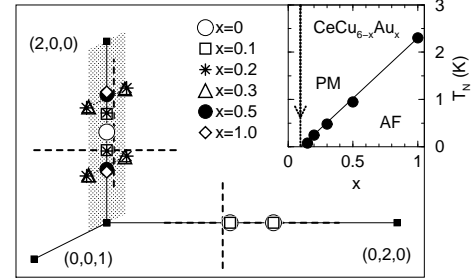 (2,0,0)
x=0
x=0.1
x=0.2
x=0.3
x=0.5
x=1.0
(0,0,1)
(0,2,0)
CeCu6-xAux
PM
AF
3
2
1
0
TN (K)
0
0.5
1
x